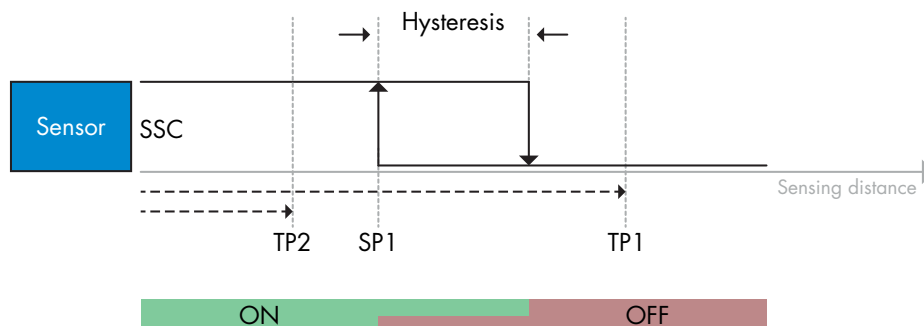 Hysteresis
Sensor
SSC
Sensing distance
TP2
SP1
TP1
ON
OFF